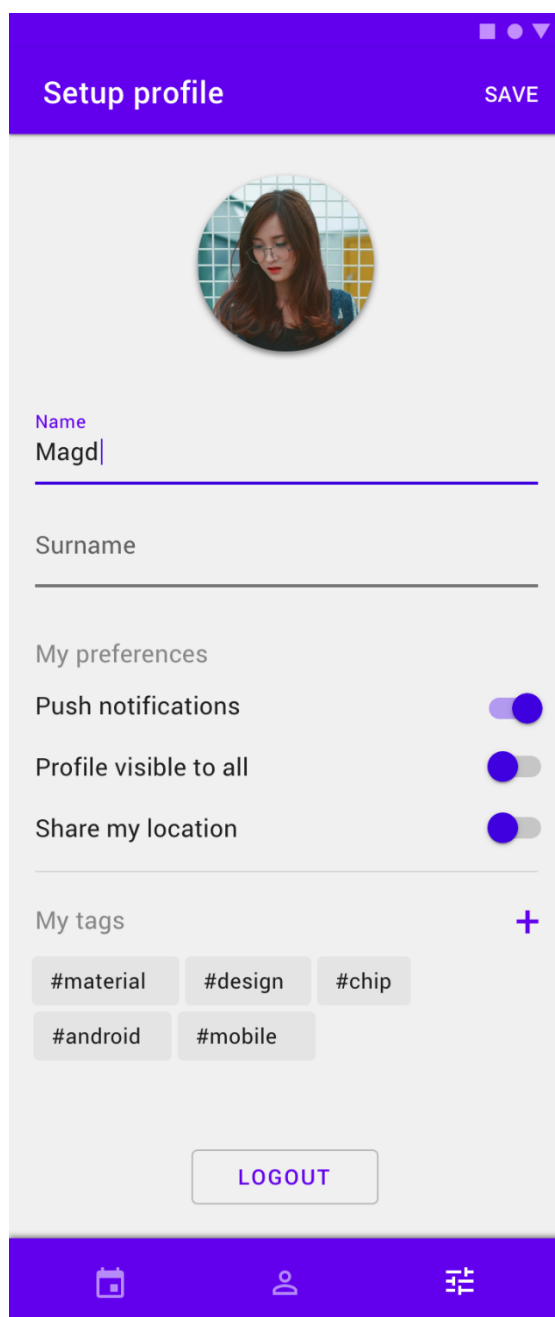 Setup profile SAVE
Name
Magd
Surname
My preferences
Push notifications
Profile visible to all
Share my location
My tags
#material #design #chip
#android #mobile
LOGOUT